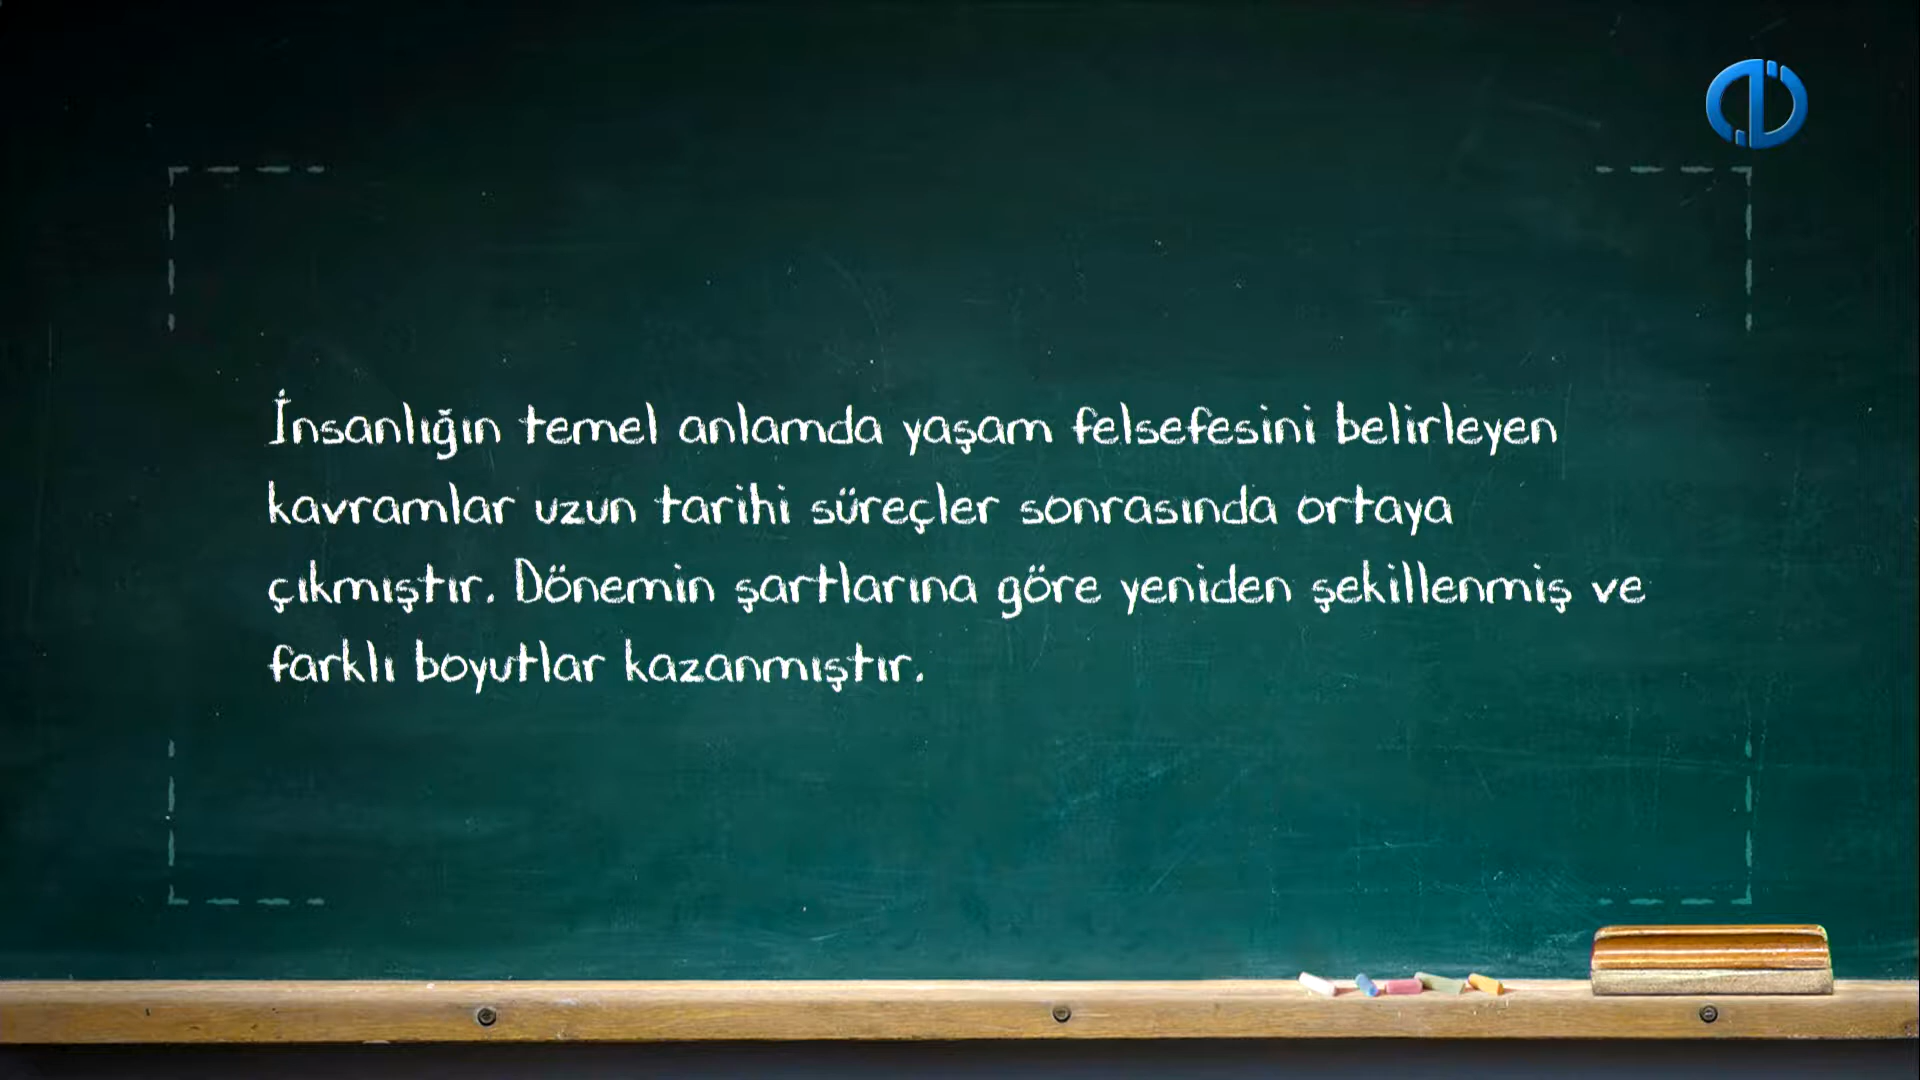 İnsanlığın temel anlamda yaşam felsefesini belirleyen
kavramlar uzun tarihi süreçler sonrasında ortaya
çıkmıştır. Dönemin şartlarına göre yeniden şekillenmiş ve
farklı boyutlar kazanmıştır.